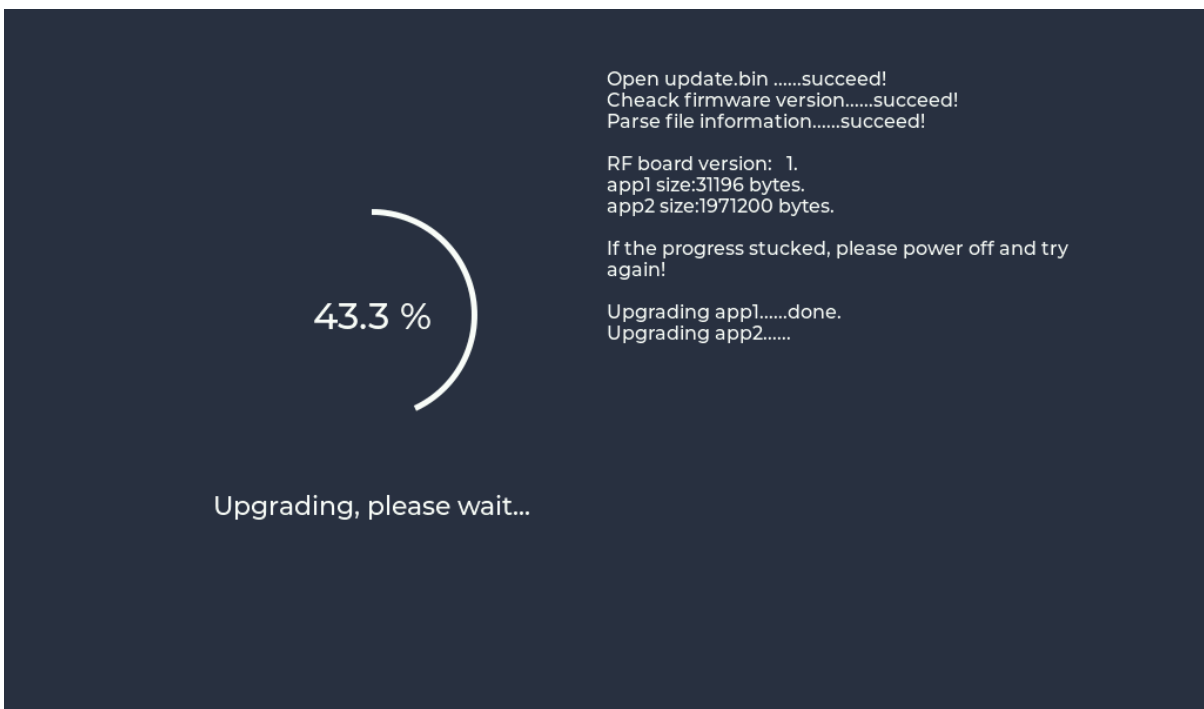 Open update.bin ......succeed!
Cheack firmware version......succeed!
Parse file information......succeed!
RF board version:   1.
app1 size:31196 bytes.
app2 size:1971200 bytes.
If the progress stucked, please power off and try
again!
Upgrading app1......done.
Upgrading app2......
43.3 %
Upgrading, please wait...